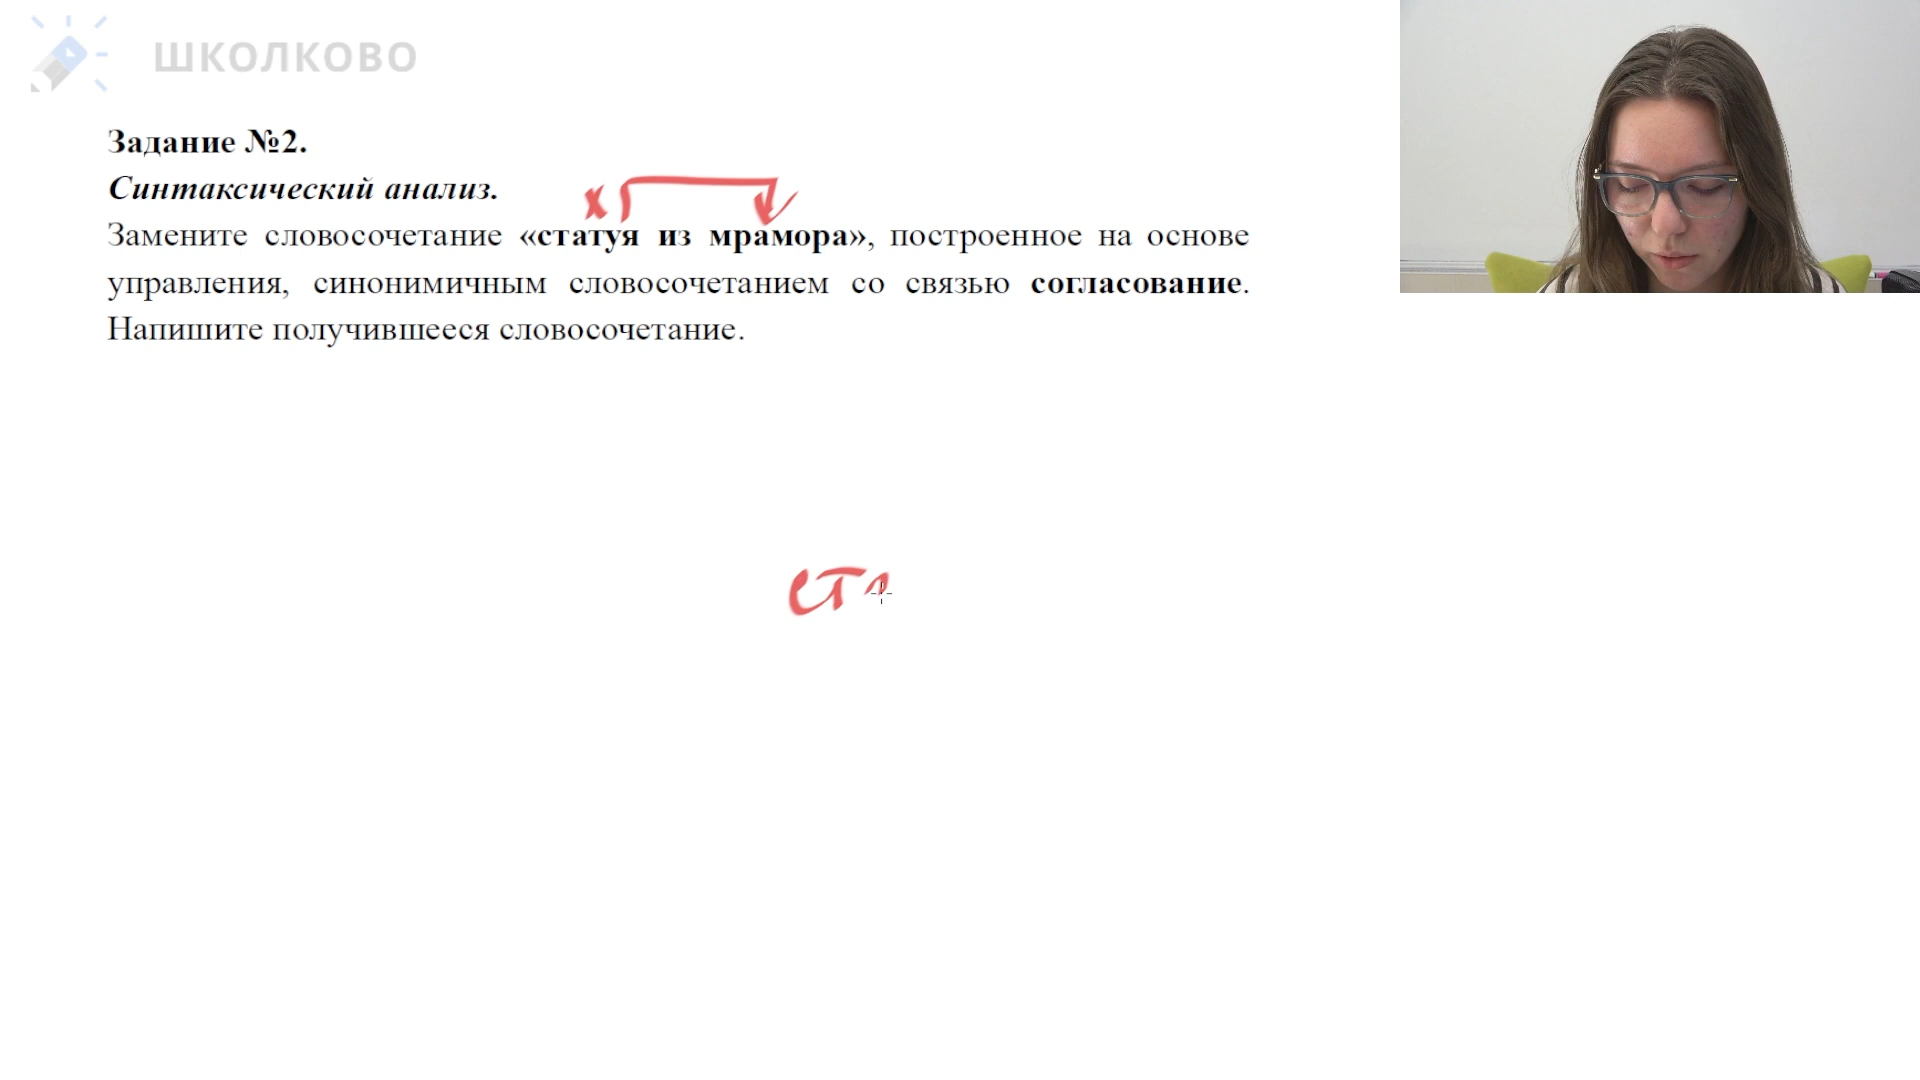 ШКОЛКОВО
Задание №2.
Синтаксический анализ.
х
Замените словосочетание «статуя из мрамора», построенное на основе
управления, синонимичным словосочетанием со связью согласование.
Напишите получившееся словосочетание.
ст